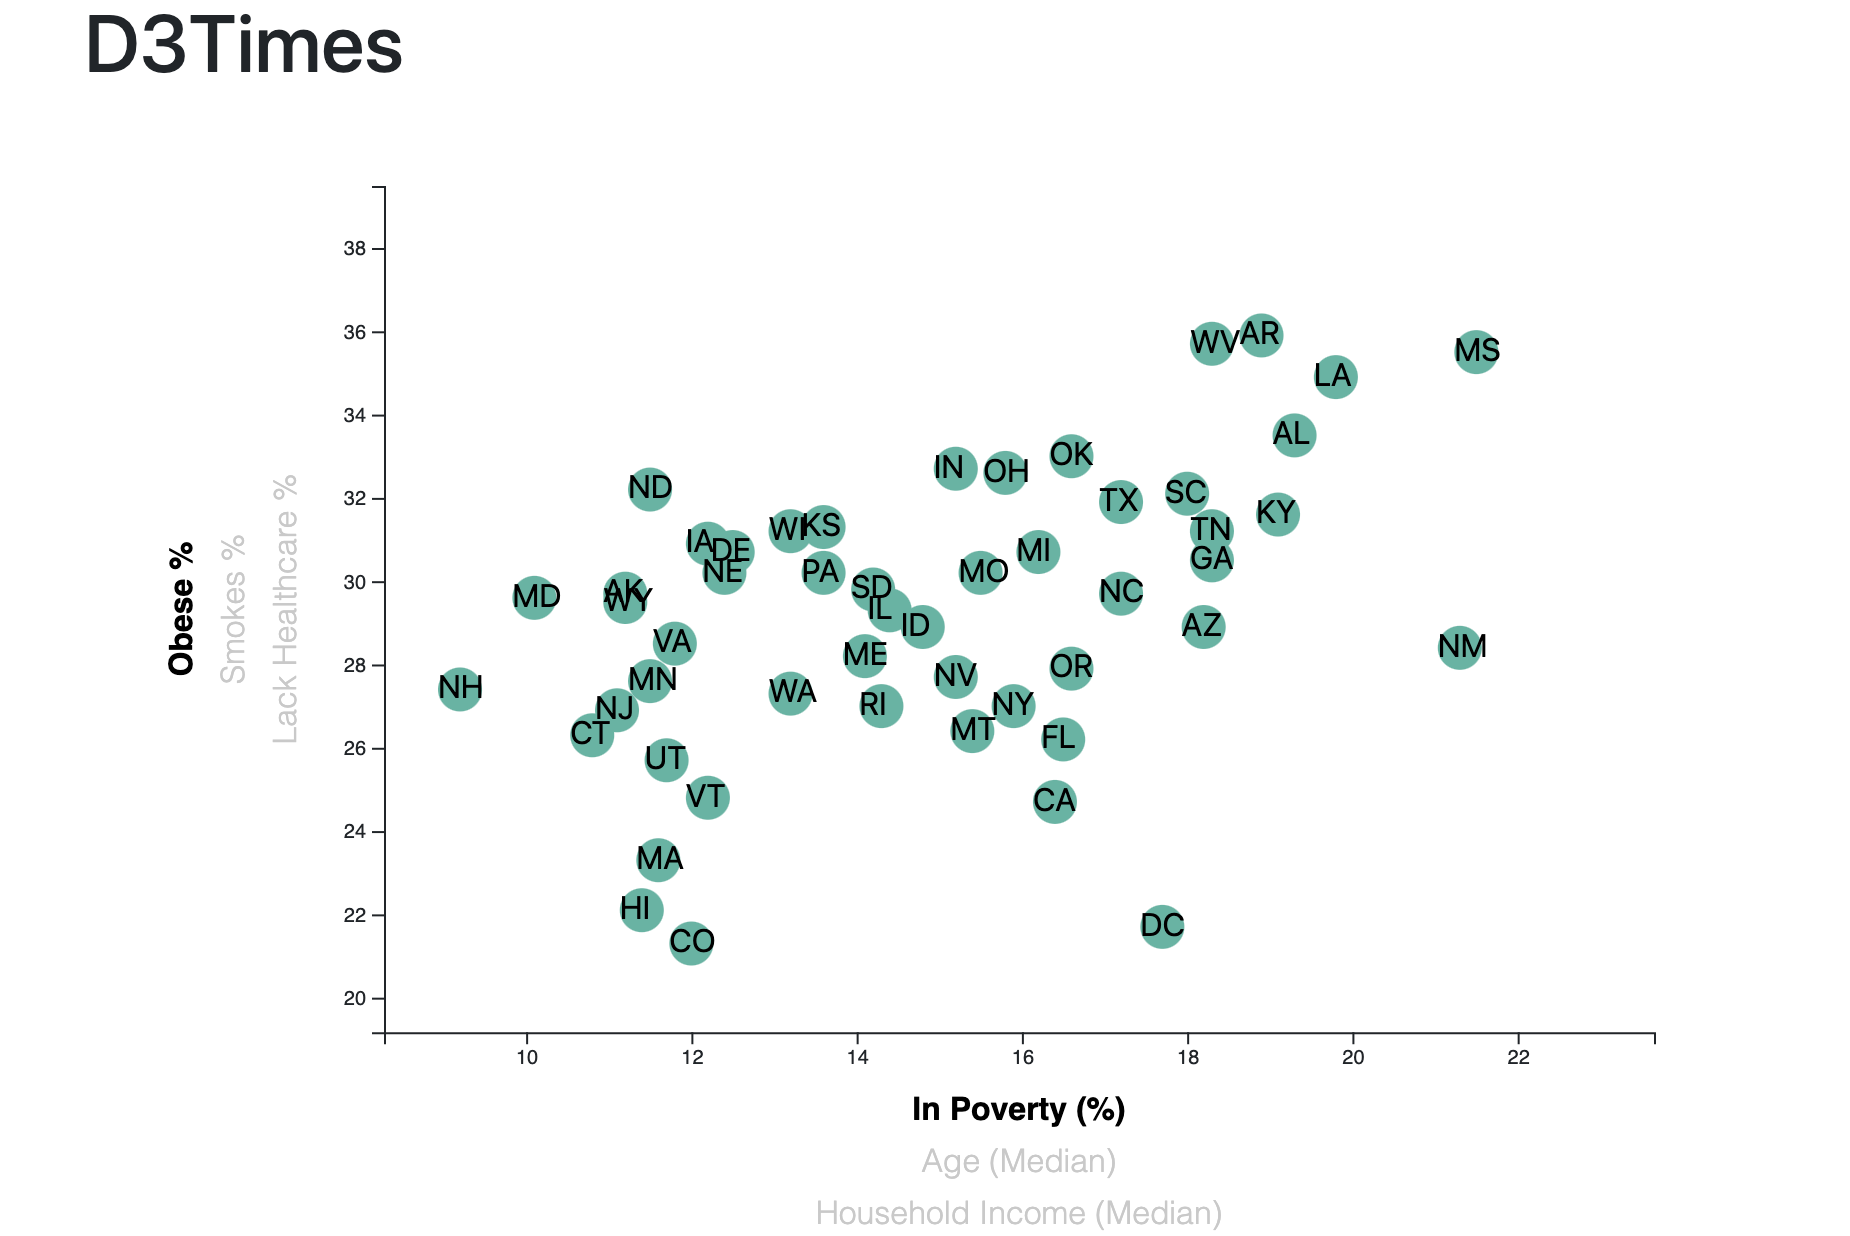 D3Times
38
36
34
32
30
28
26
24
22
20
Obese %
Smokes %
Lack Healthcare %
WV AR
MS
LA
AL
OK
IN OH
ND
SC
TX
KY
WI KS
TN
IA DE
MI
GA
NE
PA
MO
SD
AK
WY
MD
NC
IL
ID
AZ
VA
ME
NM
OR
MN
NV
NH
WA
RI
NY
NJ
CT
MT
FL
UT
VT
CA
MA
HI
DC
CO
10 12 14 16 18 20 22
In Poverty (%)
Age (Median)
Household Income (Median)